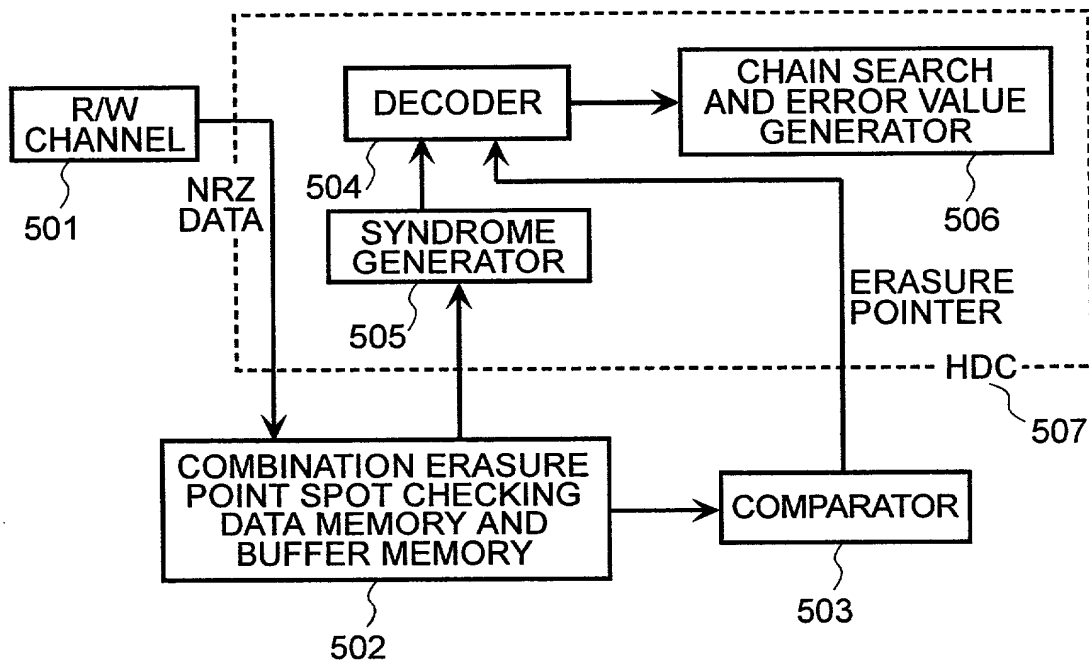 R/W
CHANNEL
501
NRZ
DATA
DECODER
504
CHAIN SEARCH
AND ERROR VALUE
GENERATOR
506
SYNDROME
GENERATOR
505
ERASURE
POINTER
HDC
507
COMBINATION ERASURE
POINT SPOT CHECKING
DATA MEMORY AND
BUFFER MEMORY
502
COMPARATOR
503